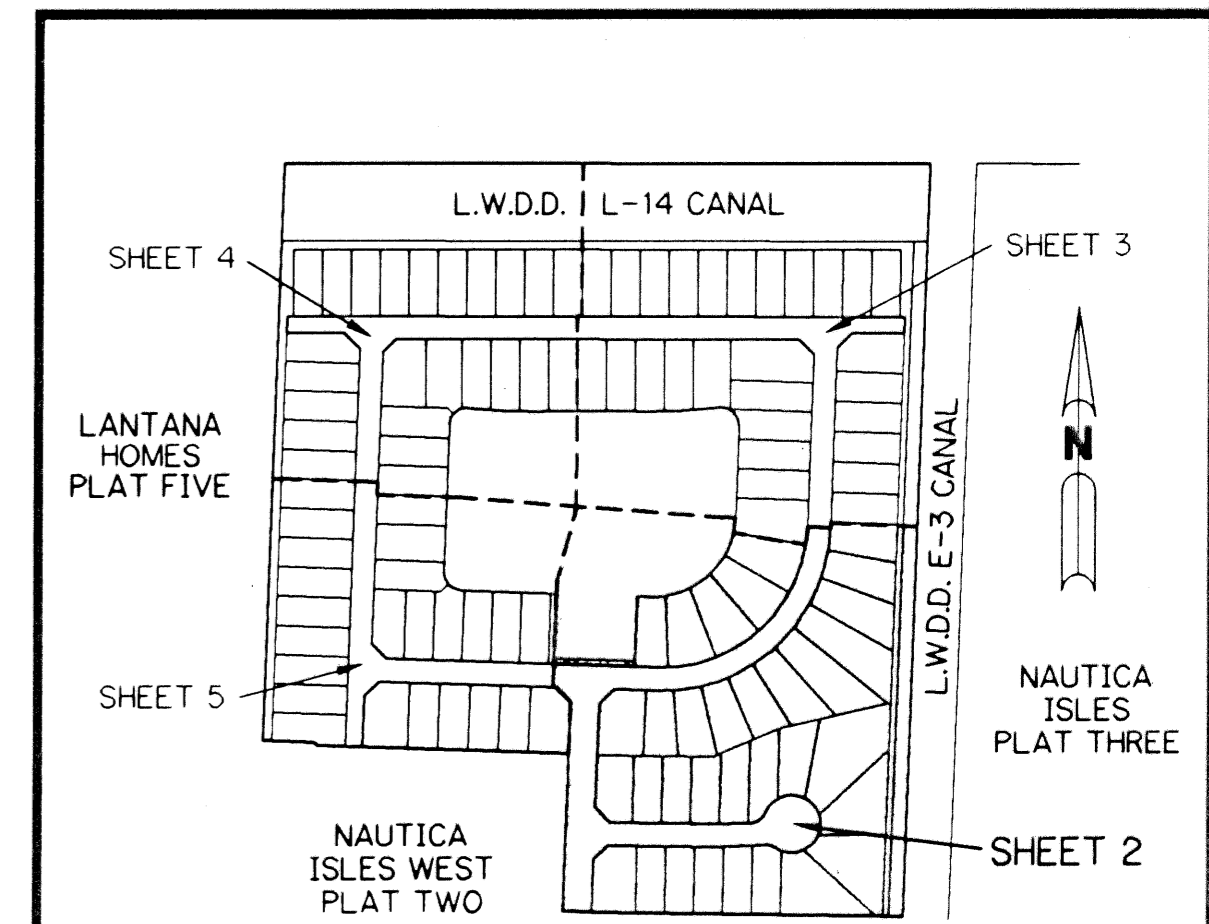 L.W.D.D. L-14 CANAL
SHEET 4
SHEET 3
LANTANA
HOMES
PLAT FIVE
L.W.D.D. E-3 CANAL
N
SHEET 5
NAUTICA
ISLES
PLAT THREE
NAUTICA
ISLES WEST
PLAT TWO
SHEET 2